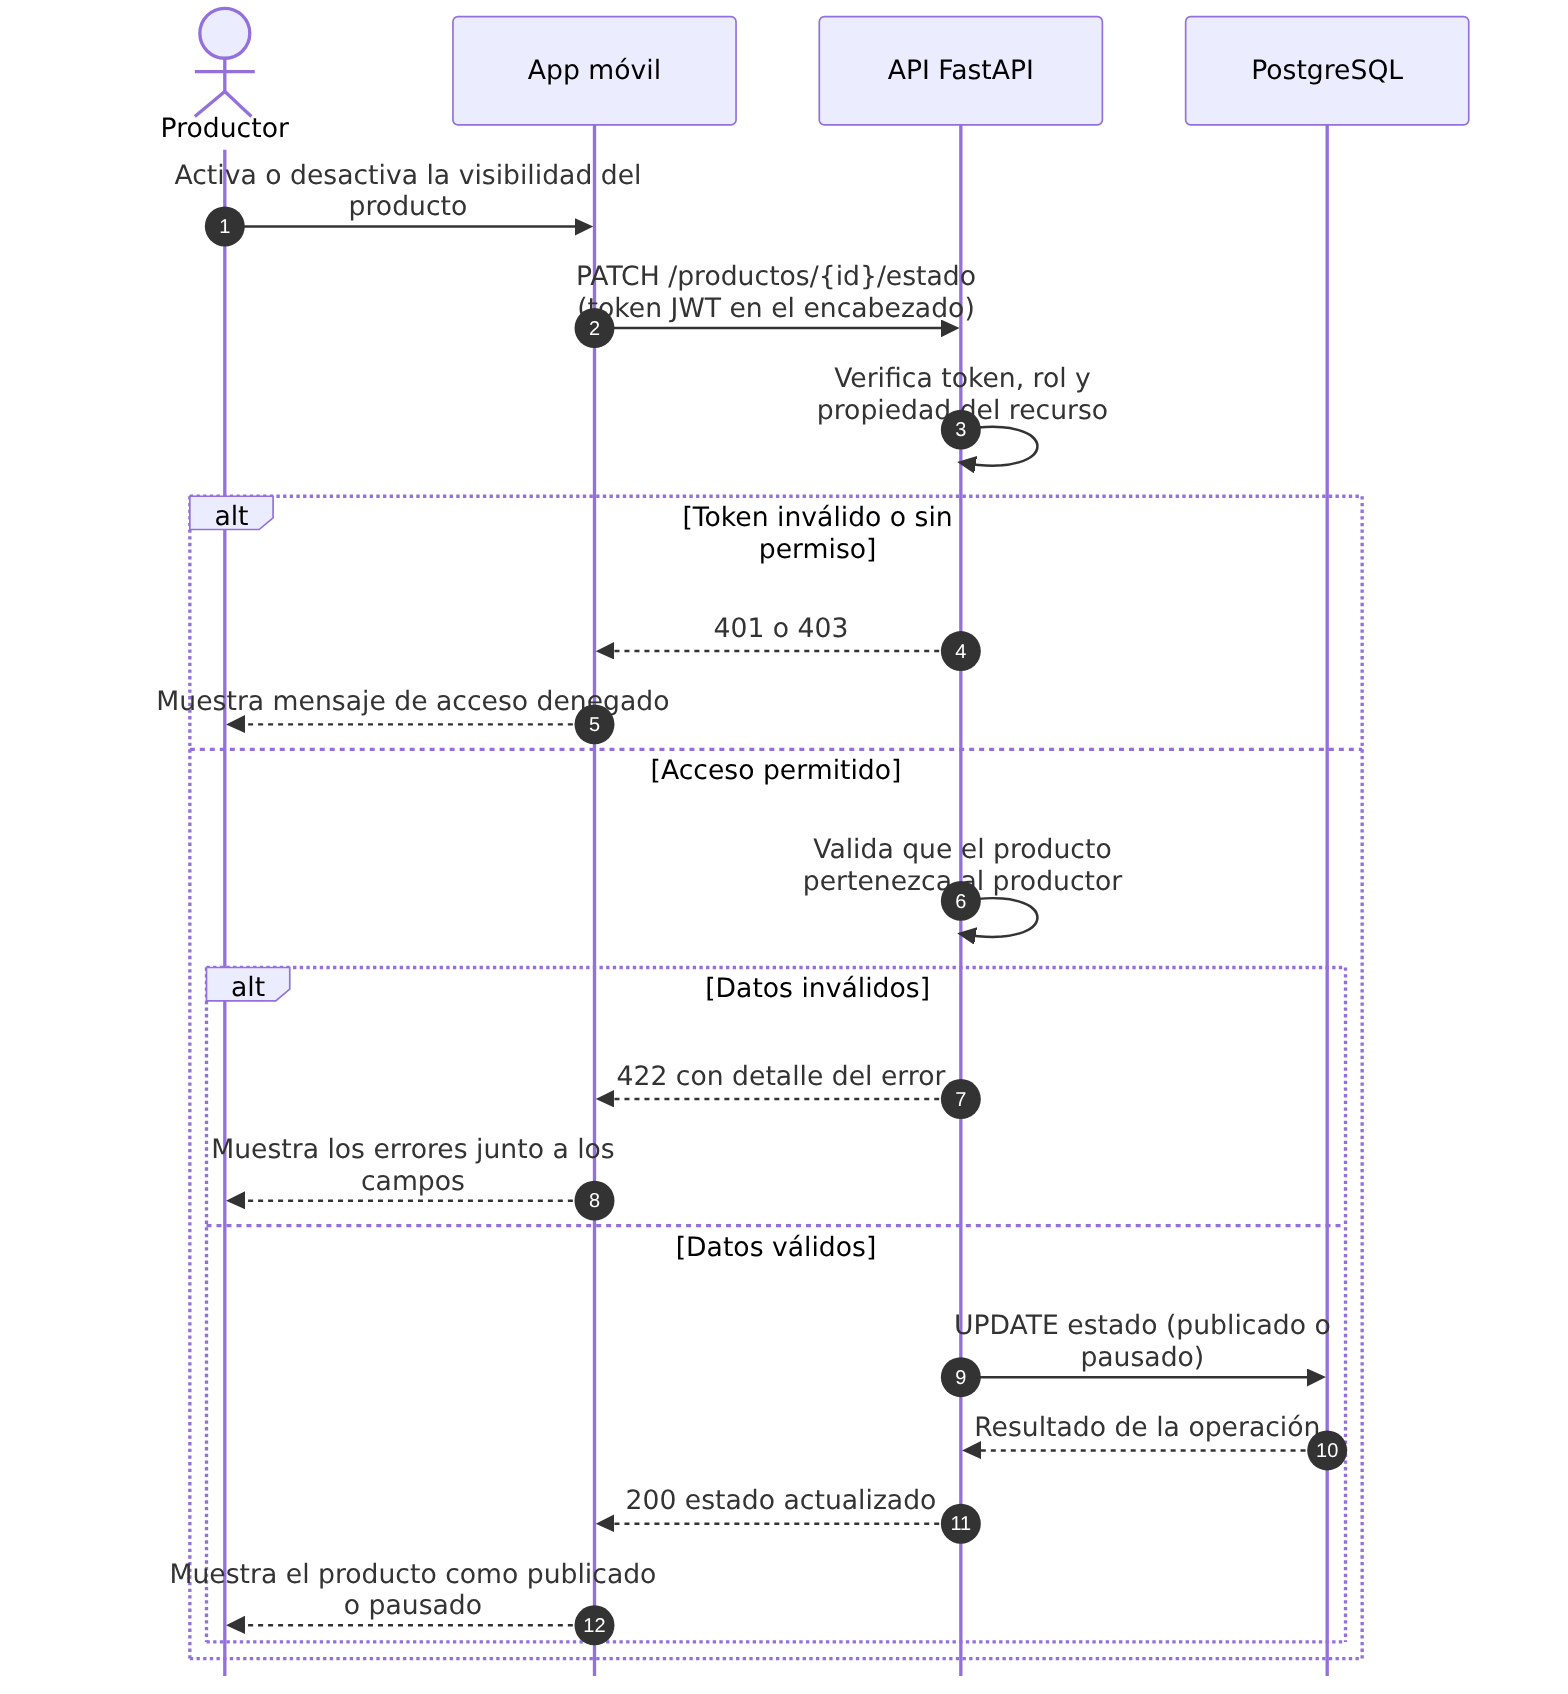 Productor
App móvil
API FastAPI
PostgreSQL
Activa o desactiva la visibilidad del
producto
1
PATCH /productos/{id}/estado
(token JWT en el encabezado)
2
Verifica token, rol y
propiedad del recurso
3
alt
[Token inválido o sin
permiso]
401 o 403
4
Muestra mensaje de acceso denegado
5
[Acceso permitido]
Valida que el producto
pertenezca al productor
6
alt
[Datos inválidos]
422 con detalle del error
7
Muestra los errores junto a los
campos
8
[Datos válidos]
UPDATE estado (publicado o
pausado)
9
Resultado de la operación
10
200 estado actualizado
11
Muestra el producto como publicado
o pausado
12